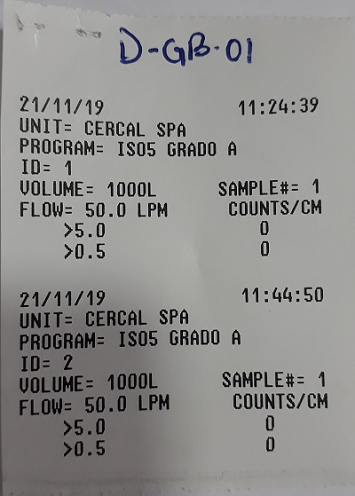 D-GB-01
21/11/19 11:24:39
UNIT= CERCAL SPA
PROGRAM= ISO5 GRADO A
ID= 1
VOLUME= 1000L SAMPLE#= 1
FLOW= 50.0 LPM COUNTS/CM
>5.0 0
>0.5 0
21/11/19 11:44:50
UNIT= CERCAL SPA
PROGRAM= ISO5 GRADO A
ID= 2
VOLUME= 1000L SAMPLE#= 1
FLOW= 50.0 LPM COUNTS/CM
>5.0 0
>0.5 0